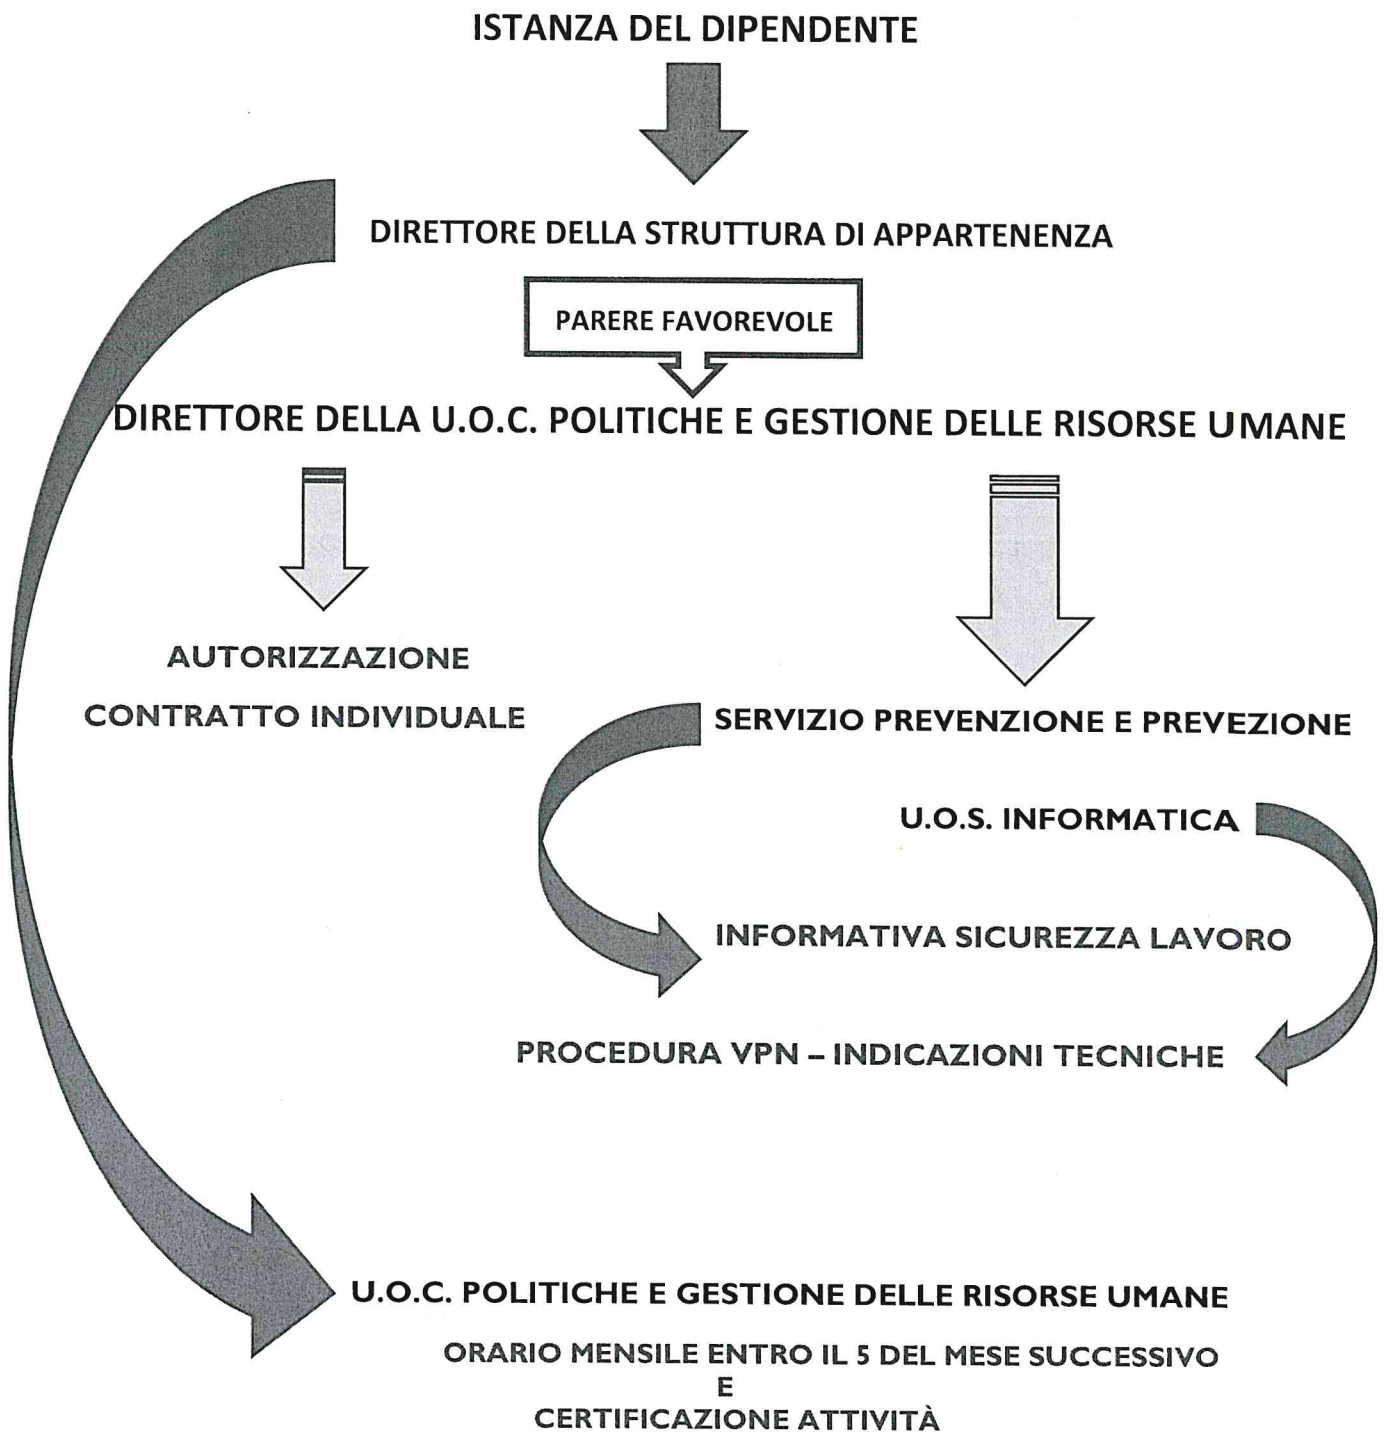 ISTANZA DEL DIPENDENTE
DIRETTORE DELLA STRUTTURA DI APPARTENENZA
PARERE FAVOREVOLE
DIRETTORE DELLA U.O.C. POLITICHE E GESTIONE DELLE RISORSE UMANE
AUTORIZZAZIONE
CONTRATTO INDIVIDUALE
SERVIZIO PREVENZIONE E PREVEZIONE
U.O.S. INFORMATICA
INFORMATIVA SICUREZZA LAVORO
PROCEDURA VPN – INDICAZIONI TECNICHE
U.O.C. POLITICHE E GESTIONE DELLE RISORSE UMANE
ORARIO MENSILE ENTRO IL 5 DEL MESE SUCCESSIVO
E
CERTIFICAZIONE ATTIVITÀ